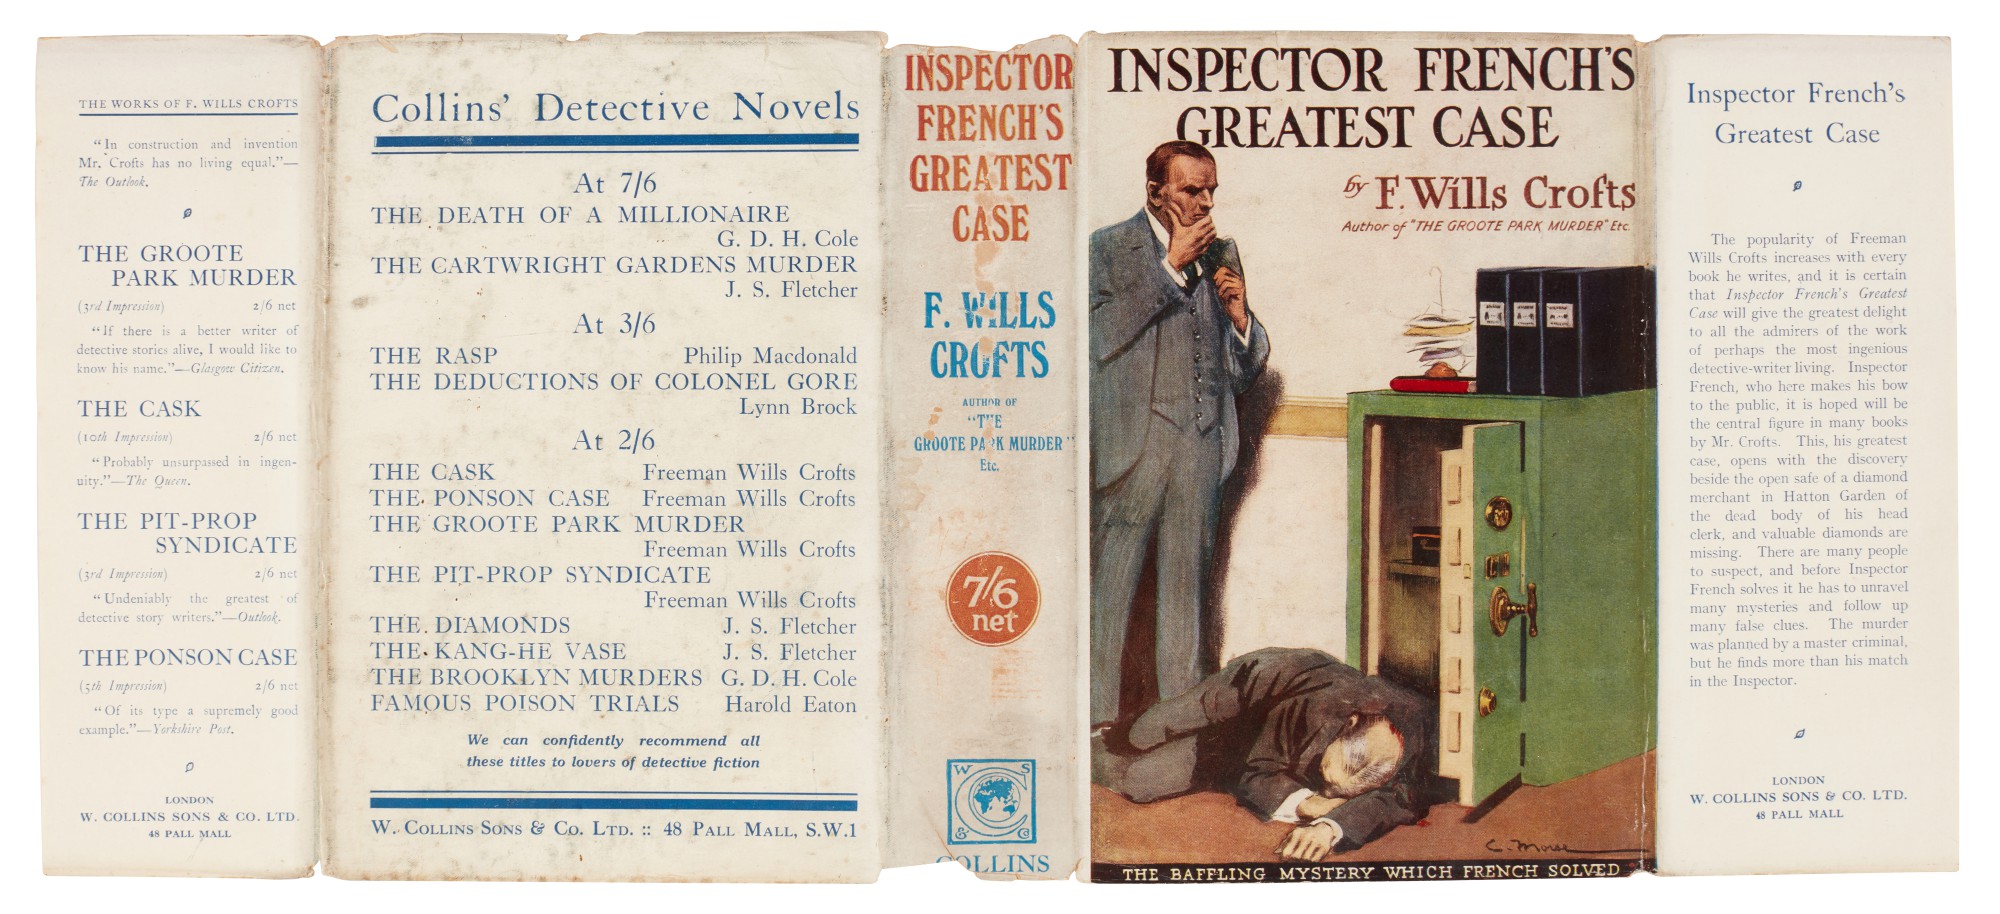 THE WORKS OF F. WILLS CROFTS
“In construction and invention
Mr. Crofts has no living equal.”—
The Outlook.
THE GROOTE
PARK MURDER
(3rd Impression) 2/6 net
“If there is a better writer of
detective stories alive, I would like to
know his name.”—Glasgow Citizen.
THE CASK
(10th Impression) 2/6 net
“Probably unsurpassed in ingen-
uity.”—The Queen.
THE PIT-PROP
SYNDICATE
(3rd Impression) 2/6 net
“Undeniably the greatest of
detective story writers.”—Outlook.
THE PONSON CASE
(5th Impression) 2/6 net
“Of its type a supremely good
example.”—Yorkshire Post.
LONDON
W. COLLINS SONS & CO. LTD.
48 PALL MALL
Collins’ Detective Novels
At 7/6
THE DEATH OF A MILLIONAIRE
G. D. H. Cole
THE CARTWRIGHT GARDENS MURDER
J. S. Fletcher
At 3/6
THE RASP Philip Macdonald
THE DEDUCTIONS OF COLONEL GORE
Lynn Brock
At 2/6
THE CASK Freeman Wills Crofts
THE PONSON CASE Freeman Wills Crofts
THE GROOTE PARK MURDER
Freeman Wills Crofts
THE PIT-PROP SYNDICATE
Freeman Wills Crofts
THE DIAMONDS J. S. Fletcher
THE KANG-HE VASE J. S. Fletcher
THE BROOKLYN MURDERS G. D. H. Cole
FAMOUS POISON TRIALS Harold Eaton
We can confidently recommend all
these titles to lovers of detective fiction
W. COLLINS SONS & CO. LTD. :: 48 PALL MALL, S.W.1
INSPECTOR
FRENCH'S
GREATEST
CASE
F. WILLS
CROFTS
AUTHOR OF
“THE
GROOTE PARK MURDER”
Etc.
7/6
net
W S
C
& Co
COLLINS
INSPECTOR FRENCH'S
GREATEST CASE
by F. Wills Crofts
Author of "THE GROOTE PARK MURDER" Etc.
C. Morse
THE BAFFLING MYSTERY WHICH FRENCH SOLVED
Inspector French’s
Greatest Case
The popularity of Freeman
Wills Crofts increases with every
book he writes, and it is certain
that Inspector French’s Greatest
Case will give the greatest delight
to all the admirers of the work
of perhaps the most ingenious
detective-writer living. Inspector
French, who here makes his bow
to the public, it is hoped will be
the central figure in many books
by Mr. Crofts. This, his greatest
case, opens with the discovery
beside the open safe of a diamond
merchant in Hatton Garden of
the dead body of his head
clerk, and valuable diamonds are
missing. There are many people
to suspect, and before Inspector
French solves it he has to unravel
many mysteries and follow up
many false clues. The murder
was planned by a master criminal,
but he finds more than his match
in the Inspector.
LONDON
W. COLLINS SONS & CO. LTD.
48 PALL MALL